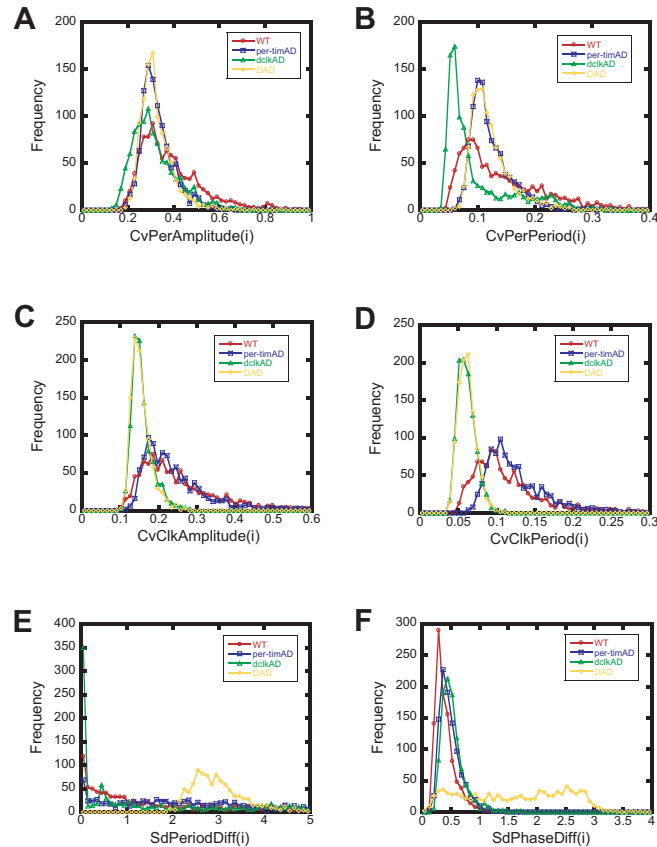 A
200
150
100
50
0
Frequency
WT
per-timAD
dclkAD
DAD
0 0.2 0.4 0.6 0.8 1
CvPerAmplitude(i)
B
200
150
100
50
0
Frequency
WT
per-timAD
dclkAD
DAD
0 0.1 0.2 0.3 0.4
CvPerPeriod(i)
C
250
200
150
100
50
0
Frequency
WT
per-timAD
dclkAD
DAD
0 0.1 0.2 0.3 0.4 0.5 0.6
CvClkAmplitude(i)
D
250
200
150
100
50
0
Frequency
WT
per-timAD
dclkAD
DAD
0 0.05 0.1 0.15 0.2 0.25 0.3
CvClkPeriod(i)
E
400
350
300
250
200
150
100
50
0
Frequency
WT
per-timAD
dclkAD
DAD
0 1 2 3 4 5
SdPeriodDiff(i)
F
300
250
200
150
100
50
0
Frequency
WT
per-timAD
dclkAD
DAD
0 0.5 1 1.5 2 2.5 3 3.5 4
SdPhaseDiff(i)